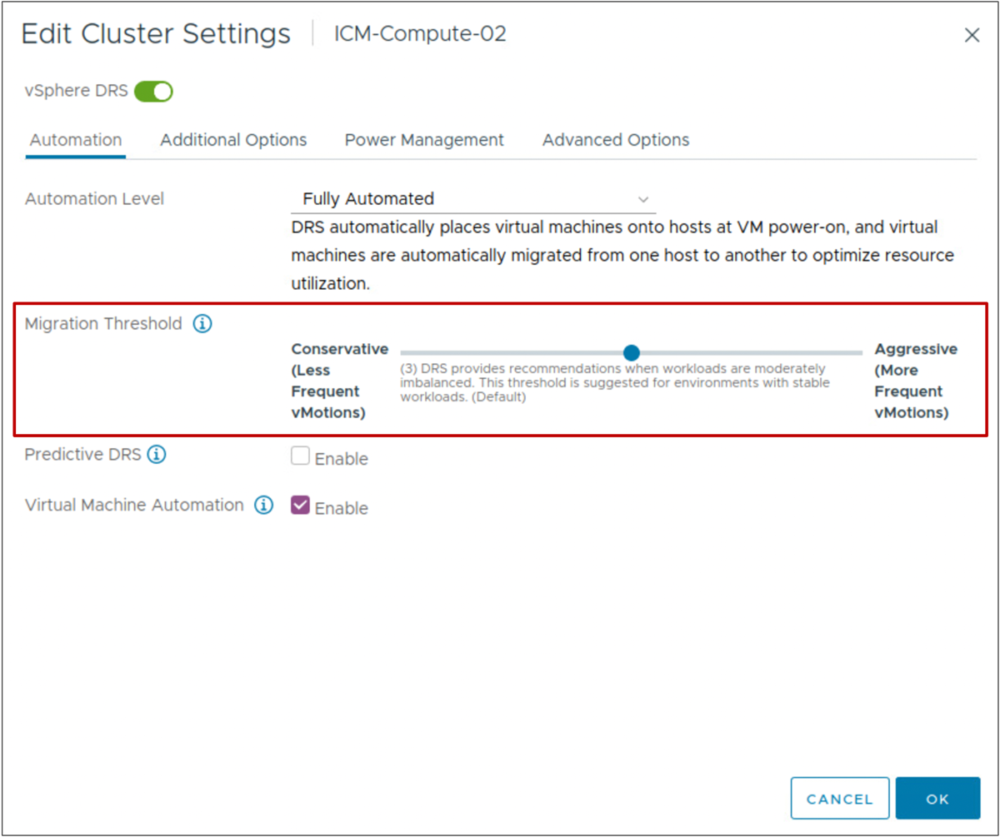 Edit Cluster Settings | ICM-Compute-02
vSphere DRS
Automation Additional Options Power Management Advanced Options
Automation Level
Fully Automated
DRS automatically places virtual machines onto hosts at VM power-on, and virtual
machines are automatically migrated from one host to another to optimize resource
utilization.
Migration Threshold
Conservative
(Less
Frequent
vMotions)
(3) DRS provides recommendations when workloads are moderately
imbalanced. This threshold is suggested for environments with stable
workloads. (Default)
Aggressive
(More
Frequent
vMotions)
Predictive DRS
Enable
Virtual Machine Automation
Enable
CANCEL
OK